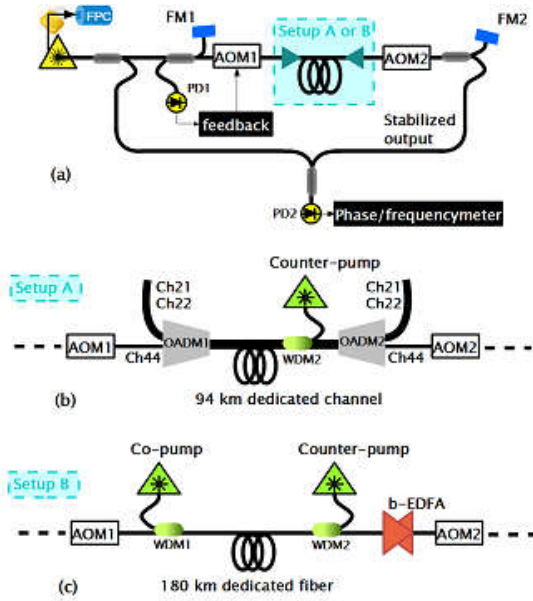 FPC
FM1
Setup A or B
FM2
AOM1
AOM2
PD1
feedback
Stabilized
output
(a)
PD2
Phase/frequencymeter
Counter-pump
Setup A
Ch21
Ch22
Ch21
Ch22
AOM1
OADM1
WDM2
OADM2
AOM2
Ch44
Ch44
(b)
94 km dedicated channel
Co-pump
Counter-pump
Setup B
b-EDFA
AOM1
WDM1
WDM2
AOM2
(c)
180 km dedicated fiber